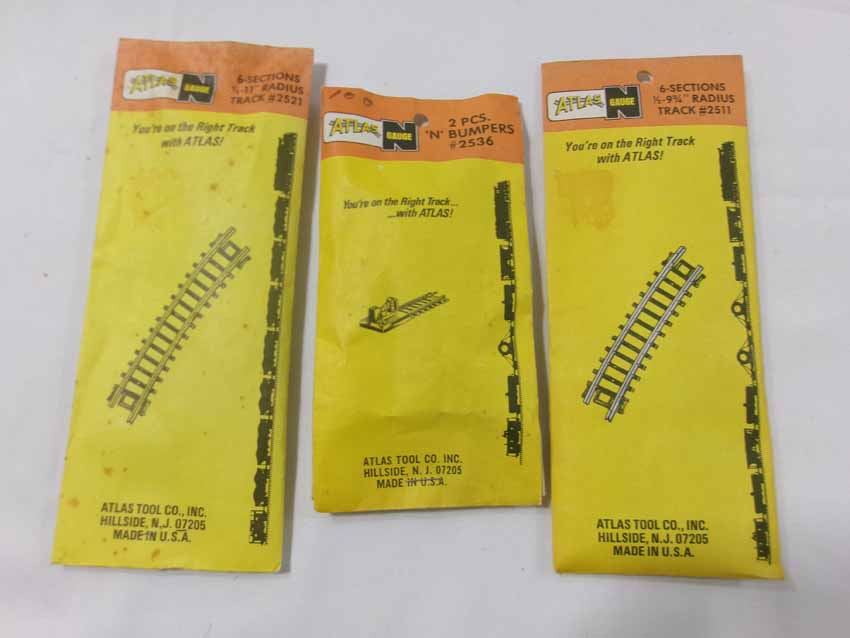 ATLAS N GAUGE
6-SECTIONS
½-11" RADIUS
TRACK #2521
You're on the Right Track
with ATLAS!
ATLAS TOOL CO., INC.
HILLSIDE, N.J. 07205
MADE IN U.S.A.
ATLAS N GAUGE
2 PCS.
'N' BUMPERS
#2536
You're on the Right Track...
...with ATLAS!
ATLAS TOOL CO. INC.
HILLSIDE, N. J. 07205
MADE IN U.S.A.
ATLAS N GAUGE
6-SECTIONS
½-9¾" RADIUS
TRACK #2511
You're on the Right Track
with ATLAS!
ATLAS TOOL CO., INC.
HILLSIDE, N.J. 07205
MADE IN U.S.A.